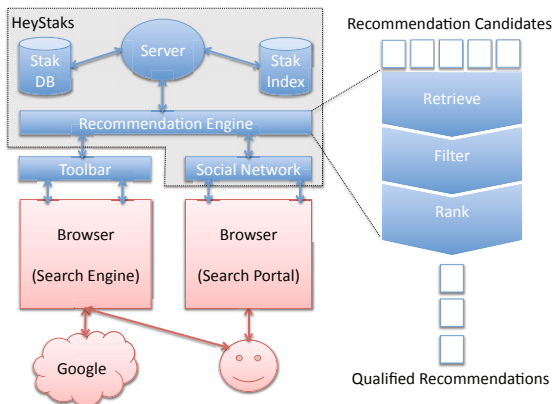 HeyStaks
Recommendation Candidates
Server
Stak
DB
Stak
Index
Recommendation Engine
Retrieve
Filter
Rank
Toolbar
Social Network
Browser
(Search Engine)
Browser
(Search Portal)
Google
Qualified Recommendations